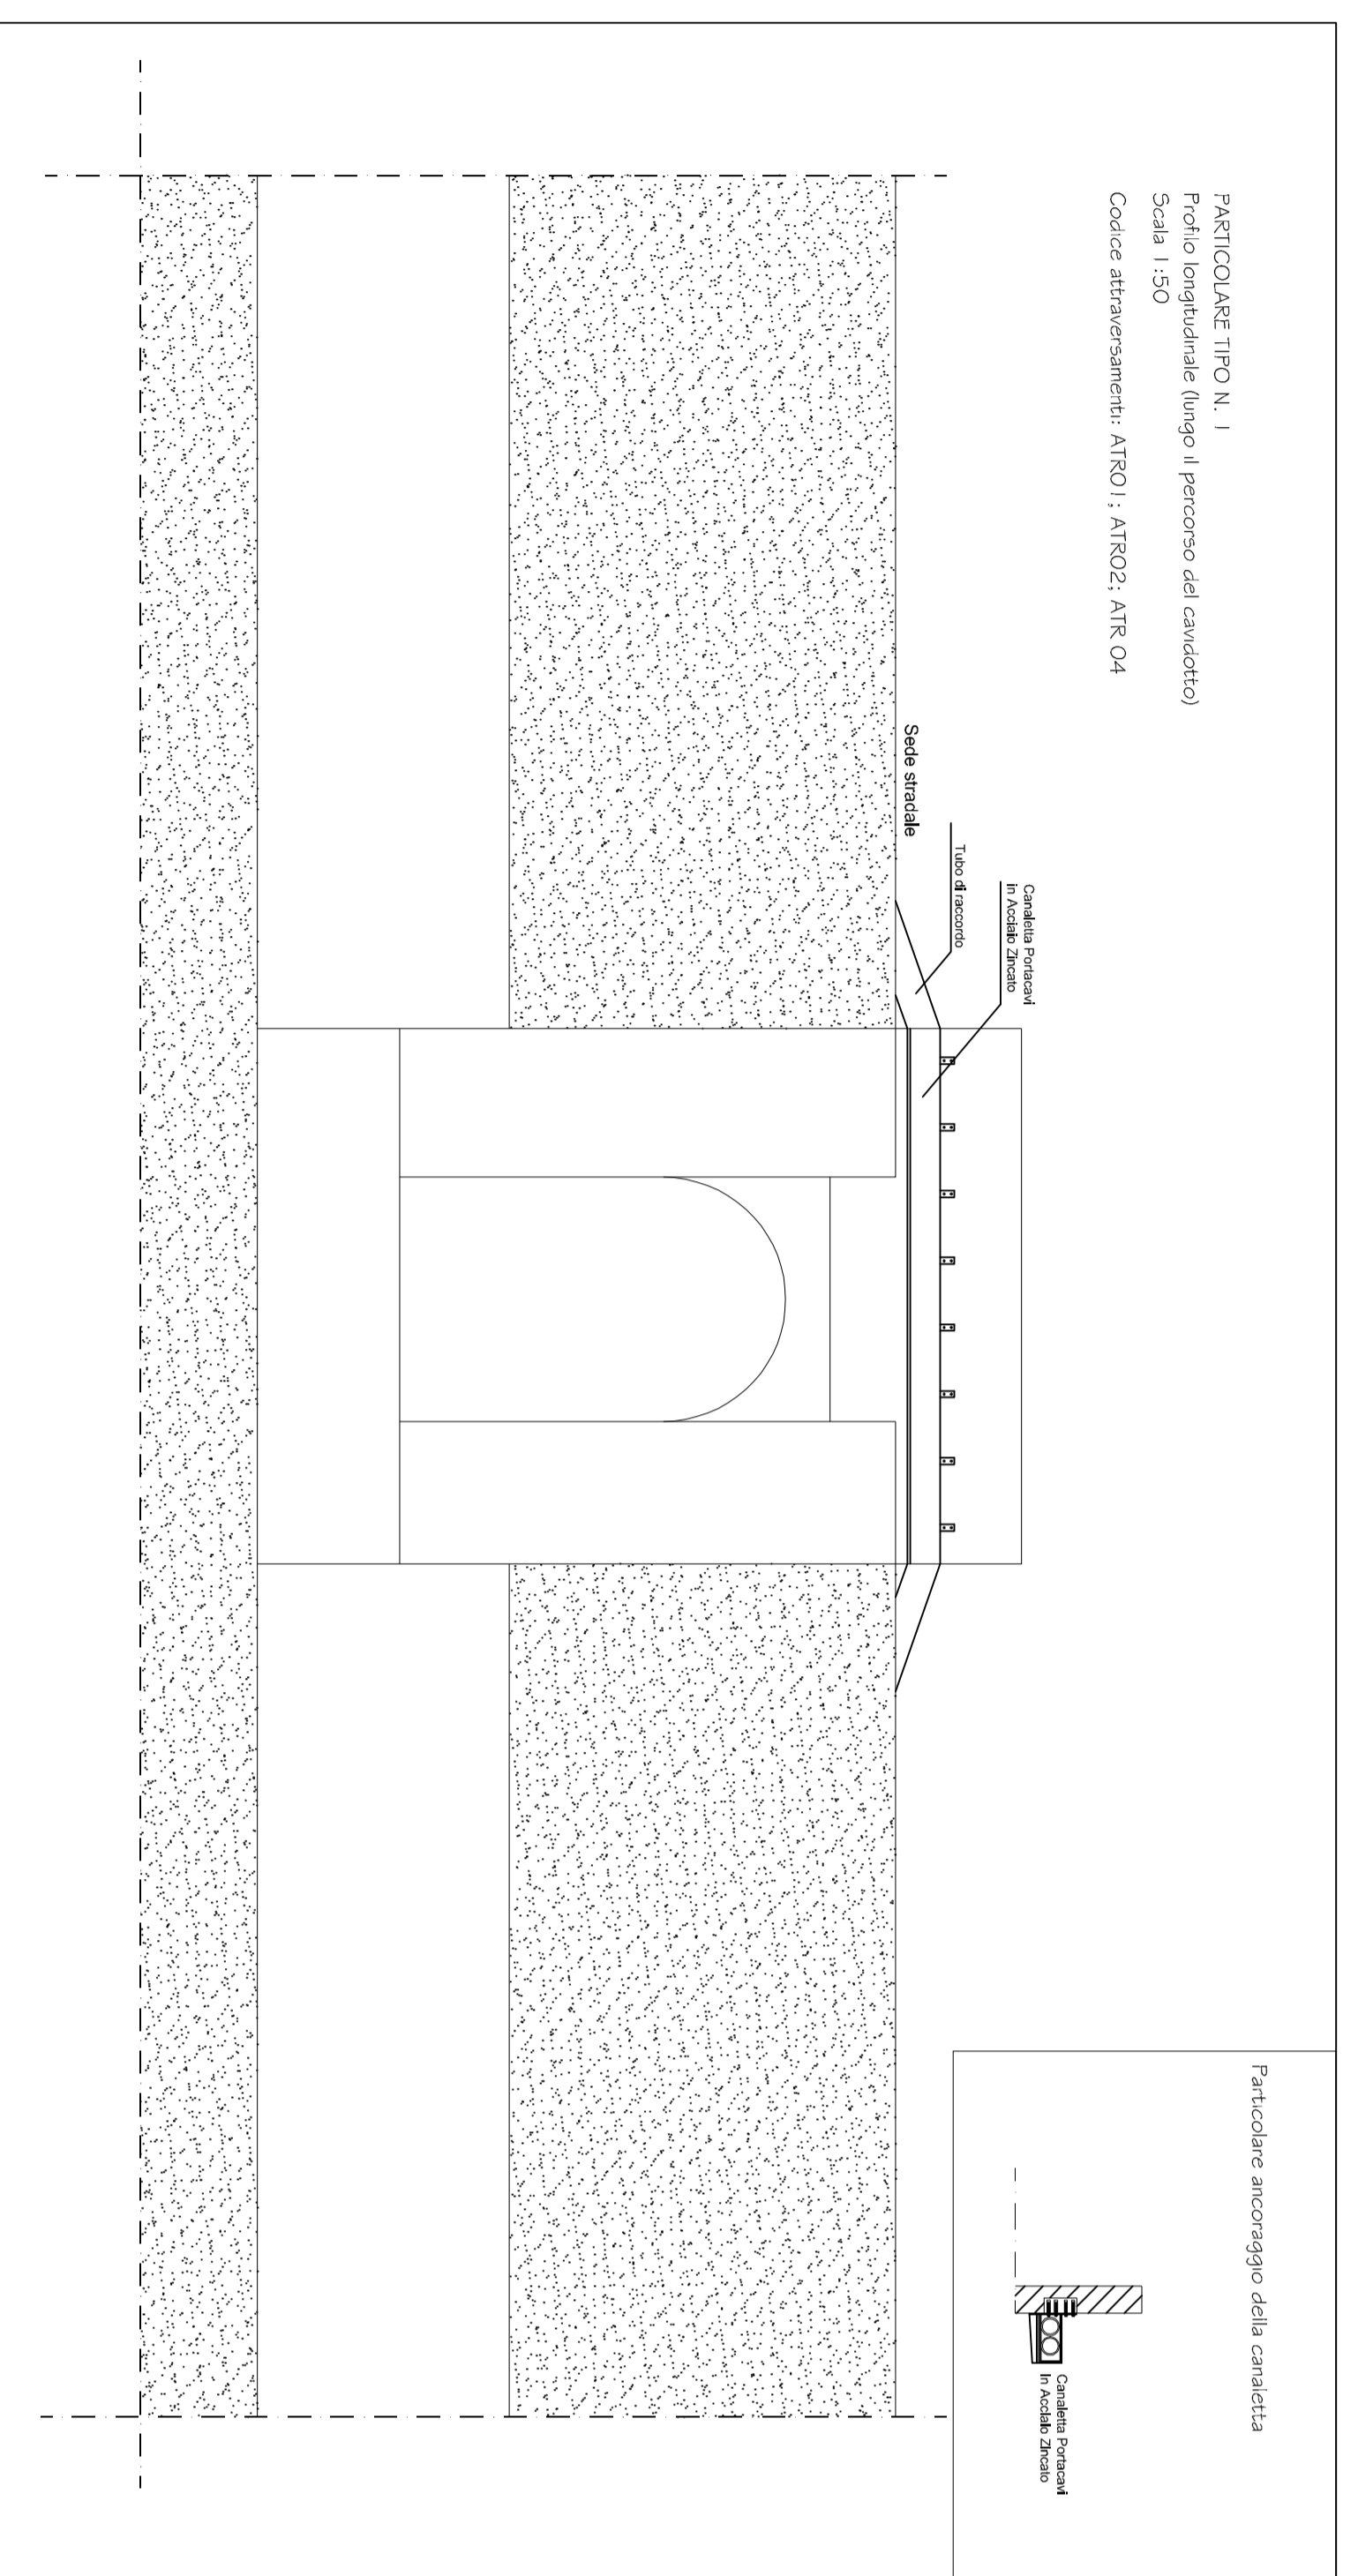 PARTICOLARE TIPO N. 1
Profilo longitudinale (lungo il percorso del cavidotto)
Scala 1:50
Codice attraversamenti: ATR01; ATR02; ATR 04
Canaletta Portacavi
in Acciaio Zincato
Tubo di raccordo
Sede stradale
Particolare ancoraggio della canaletta
Canaletta Portacavi
in Acciaio Zincato